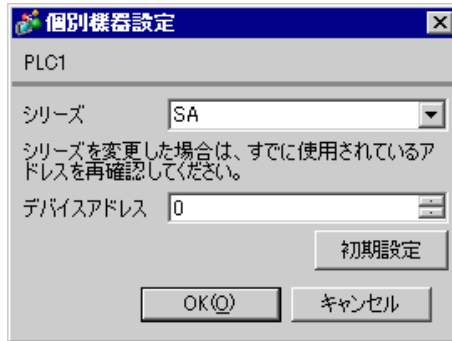 個別機器設定
PLC1
シリーズ SA
シリーズを変更した場合は、すでに使用されているア
ドレスを再確認してください。
デバイスアドレス 0
初期設定
OK(O) キャンセル